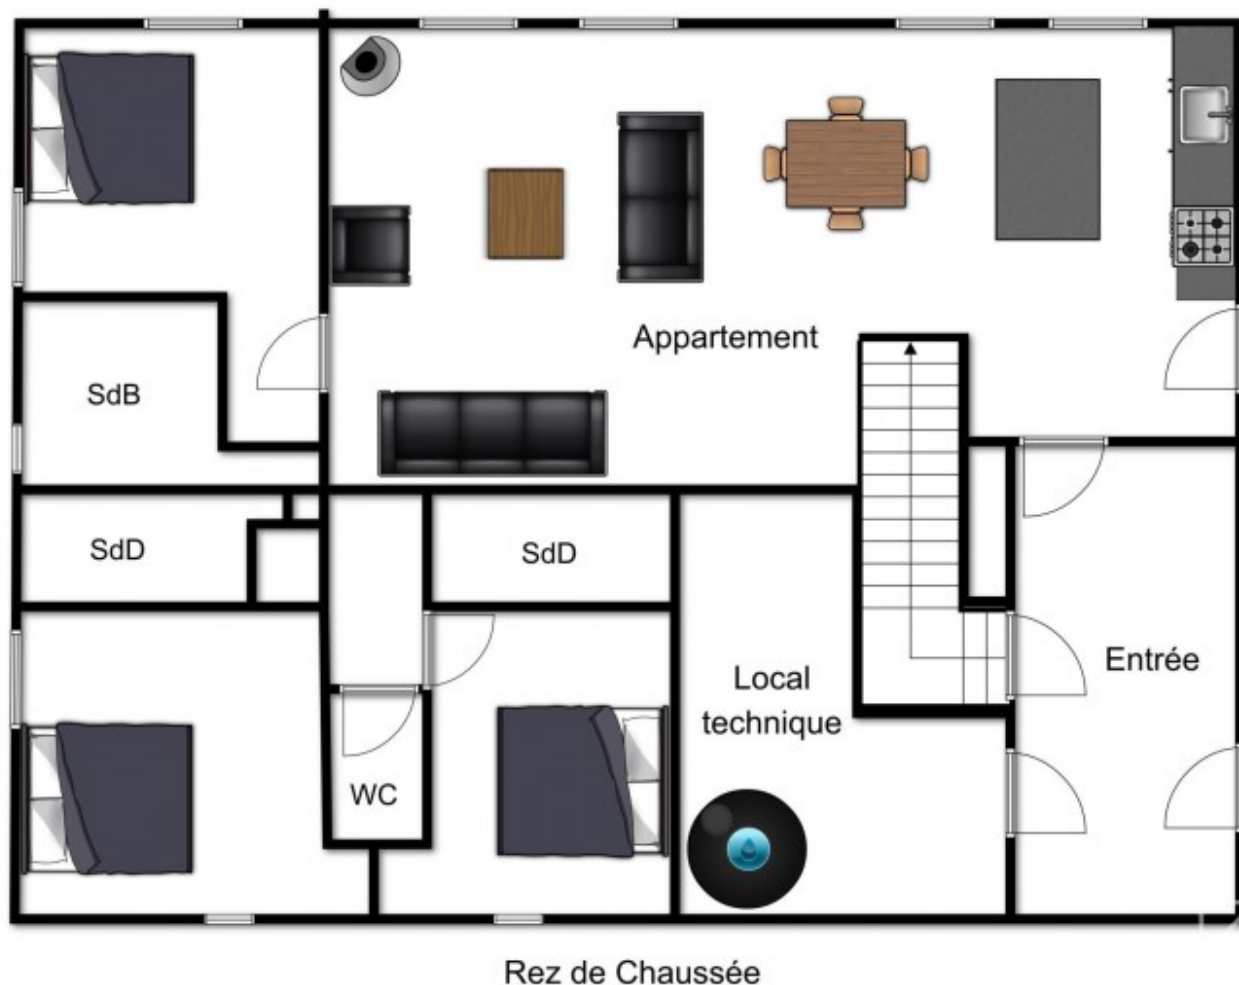 Appartement
SdB
SdD
SdD
Entrée
Local
technique
WC
Rez de Chaussée